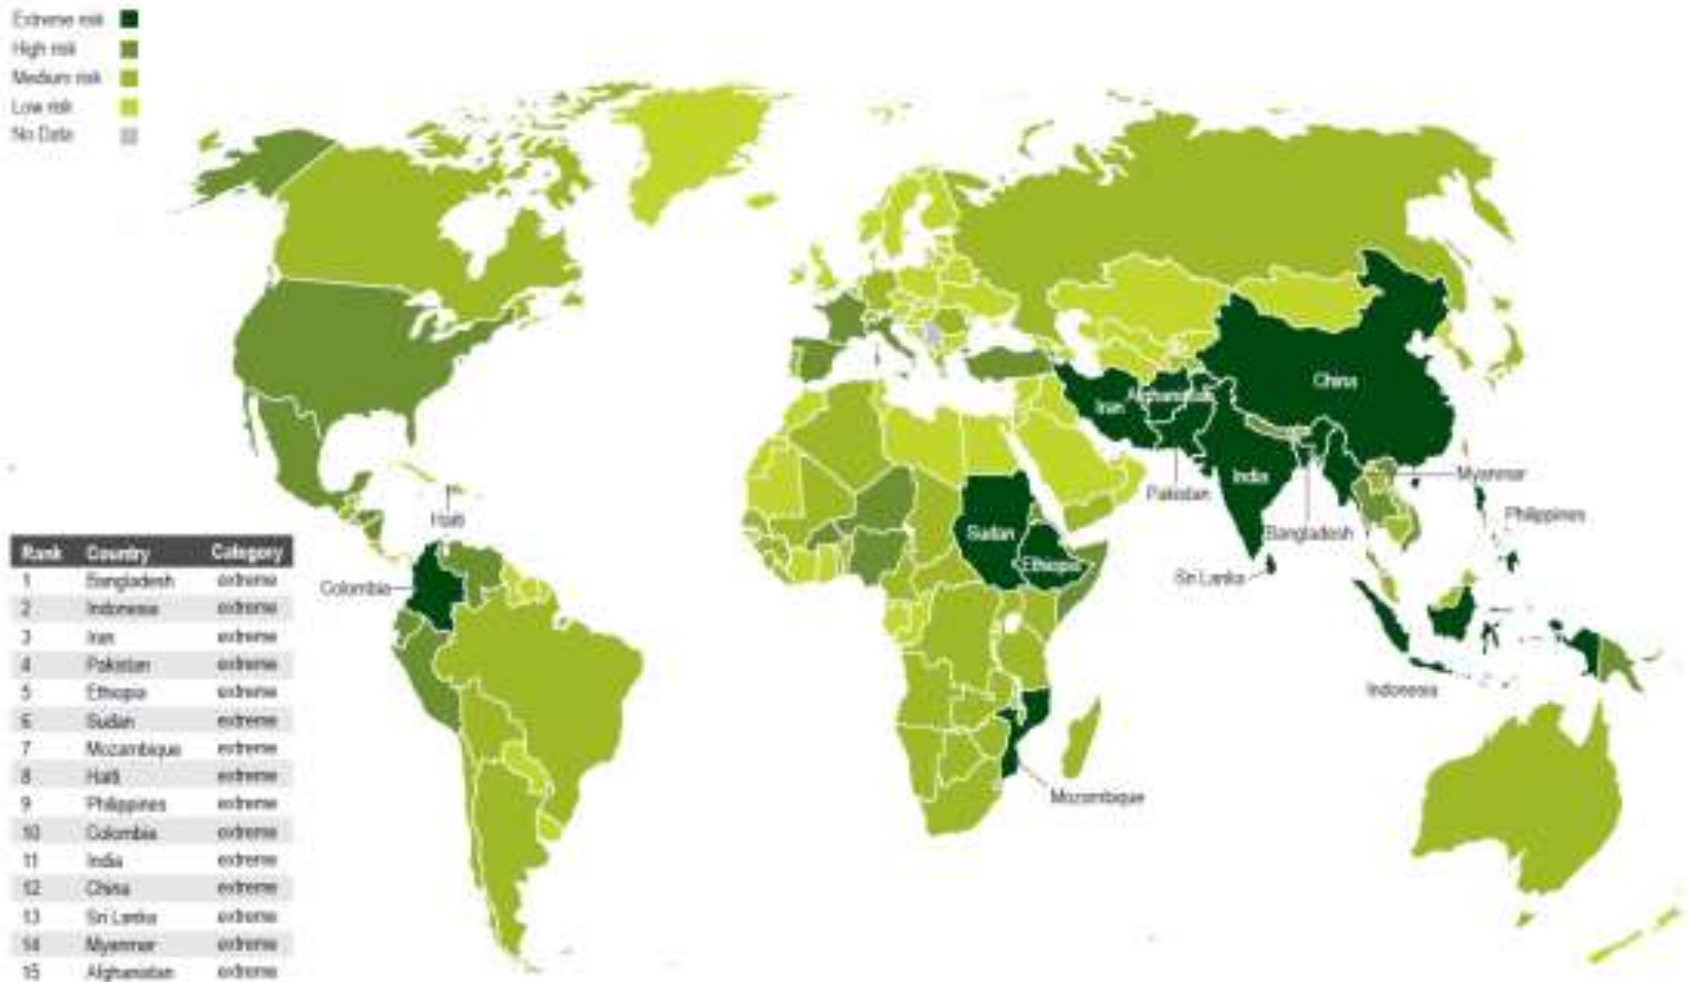 Extreme risk
High risk
Medium risk
Low risk
No Data
China
Iran
Afghanistan
India
Myanmar
Pakistan
Philippines
Haiti
Sudan
Bangladesh
Ethiopia
Colombia
Sri Lanka
Indonesia
Mozambique
Rank Country Category
1 Bangladesh extreme
2 Indonesia extreme
3 Iran extreme
4 Pakistan extreme
5 Ethiopia extreme
6 Sudan extreme
7 Mozambique extreme
8 Haiti extreme
9 Philippines extreme
10 Colombia extreme
11 India extreme
12 China extreme
13 Sri Lanka extreme
14 Myanmar extreme
15 Afghanistan extreme